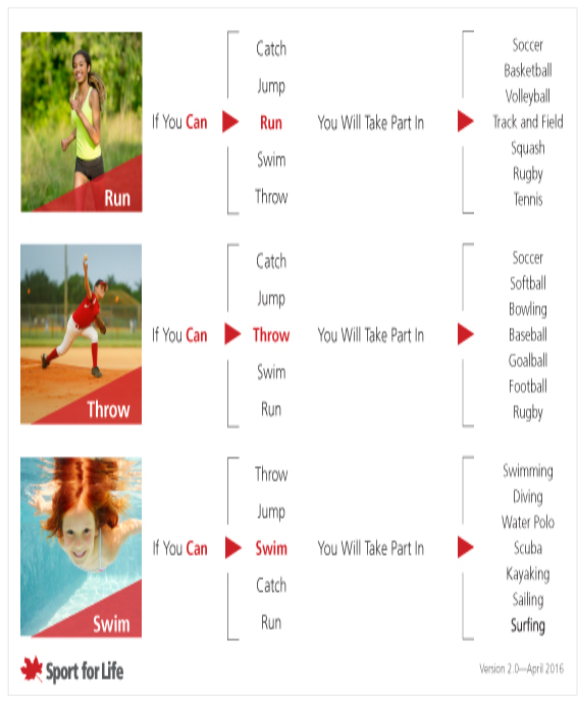 Catch
Jump
If You Can Run You Will Take Part In
Swim
Throw
Soccer
Basketball
Volleyball
Track and Field
Squash
Rugby
Tennis
Run
Catch
Jump
If You Can Throw You Will Take Part In
Swim
Run
Soccer
Softball
Bowling
Baseball
Goalball
Football
Rugby
Throw
Throw
Jump
If You Can Swim You Will Take Part In
Catch
Run
Swimming
Diving
Water Polo
Scuba
Kayaking
Sailing
Surfing
Swim
Sport for Life
Version 2.0—April 2016